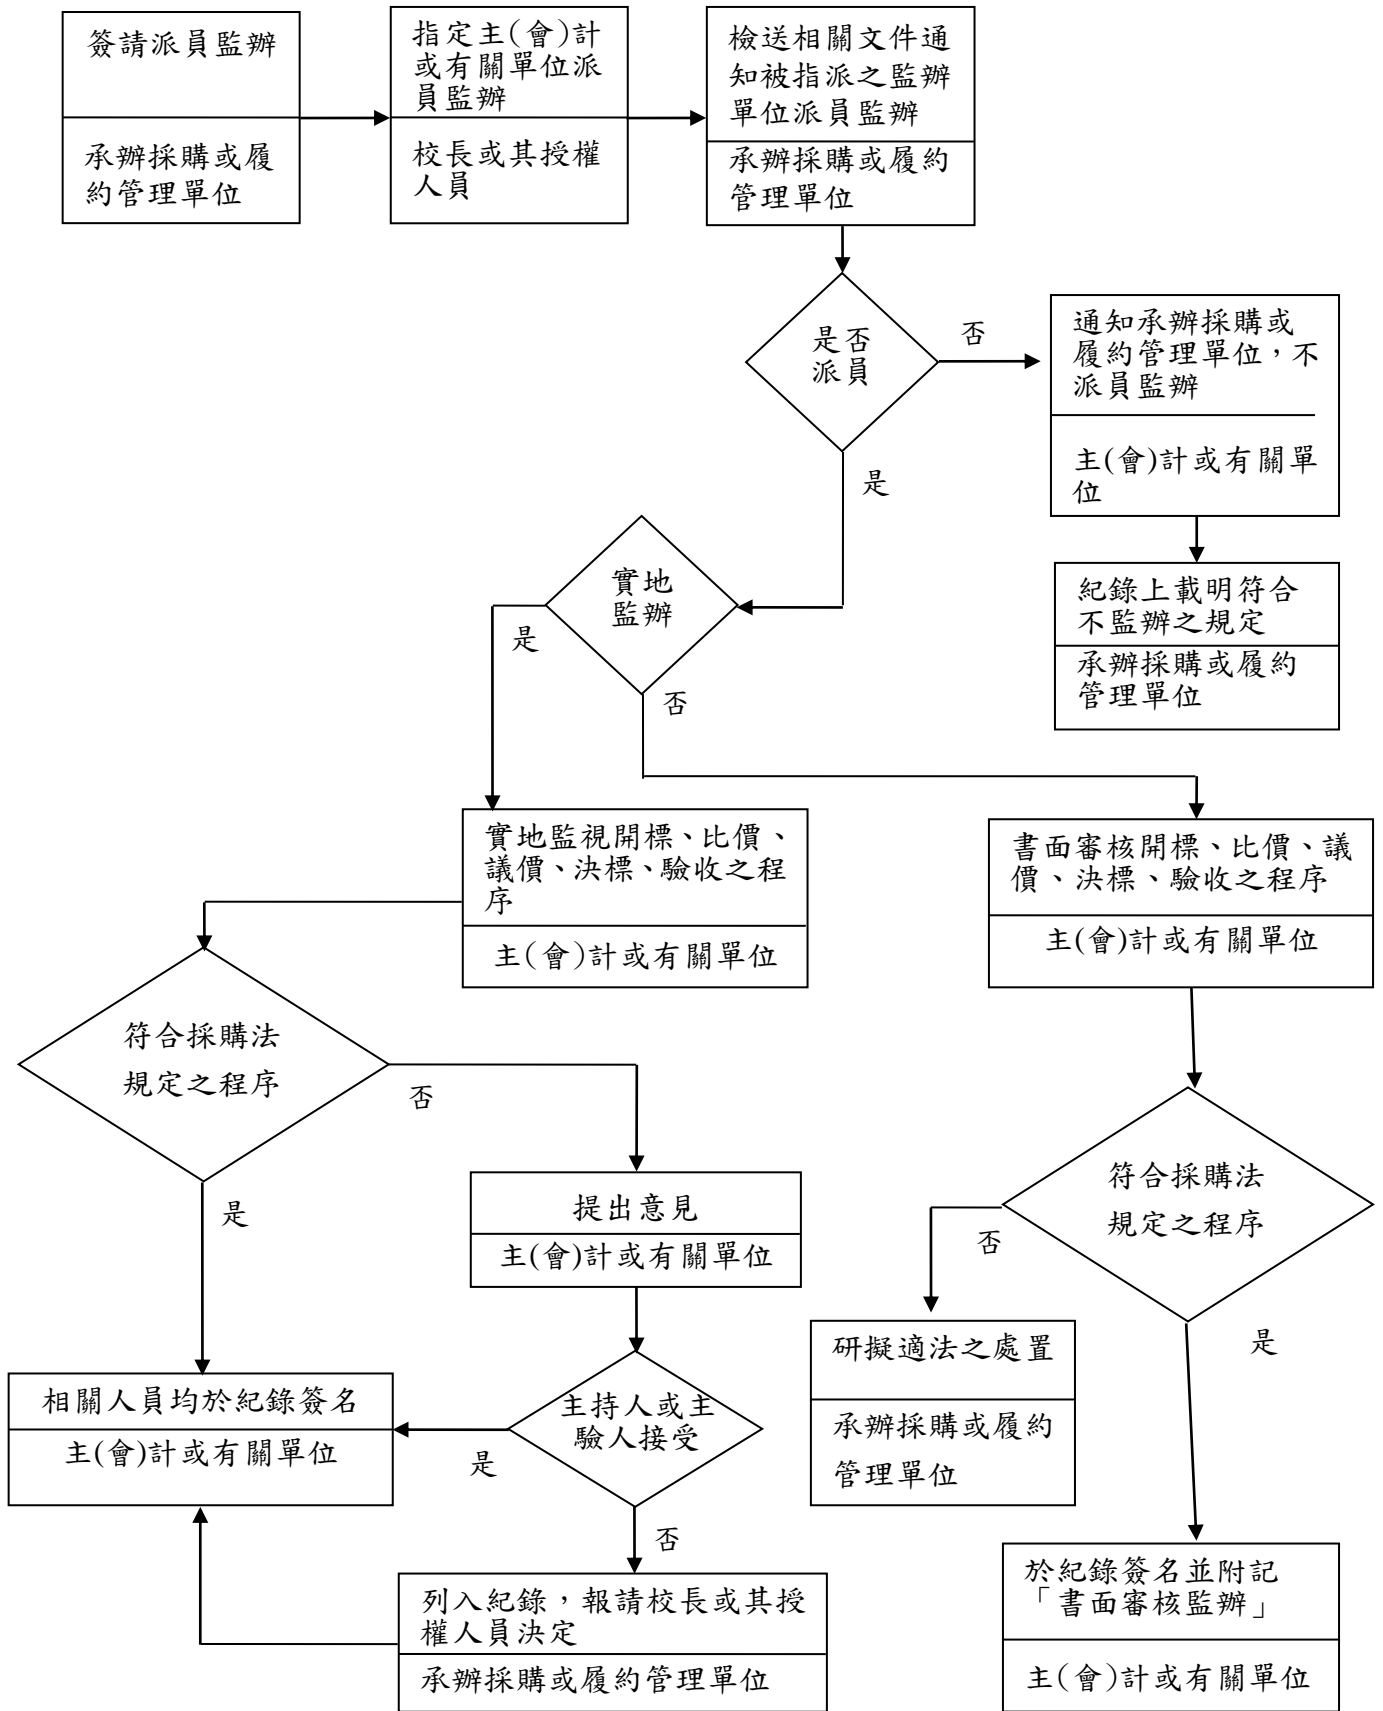 簽請派員監辦
承辦採購或履
約管理單位
指定主(會)計
或有關單位派
員監辦
校長或其授權
人員
檢送相關文件通
知被指派之監辦
單位派員監辦
承辦採購或履約
管理單位
是否
派員
否
通知承辦採購或
履約管理單位，不
派員監辦
主(會)計或有關單
位
是
紀錄上載明符合
不監辦之規定
承辦採購或履約
管理單位
實地
監辦
是
否
實地監視開標、比價、
議價、決標、驗收之程
序
主(會)計或有關單位
書面審核開標、比價、議
價、決標、驗收之程序
主(會)計或有關單位
符合採購法
規定之程序
否
是
提出意見
主(會)計或有關單位
符合採購法
規定之程序
否
是
研擬適法之處置
承辦採購或履約
管理單位
相關人員均於紀錄簽名
主(會)計或有關單位
主持人或主
驗人接受
是
否
列入紀錄，報請校長或其授
權人員決定
承辦採購或履約管理單位
於紀錄簽名並附記
「書面審核監辦」
主(會)計或有關單位